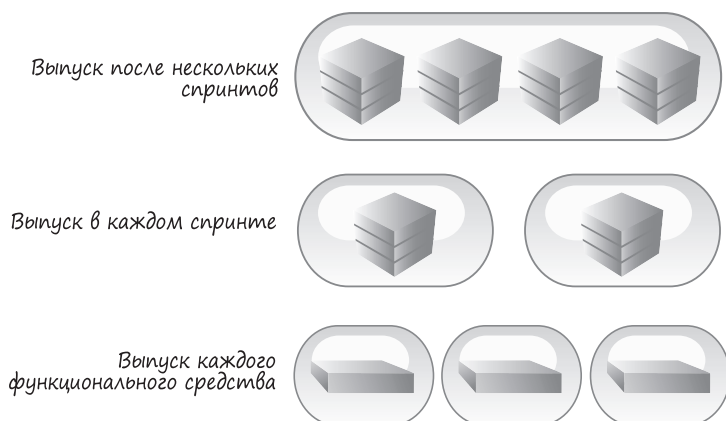 Выпуск после нескольких
спринтов
Выпуск в каждом спринте
Выпуск каждого
функционального средства